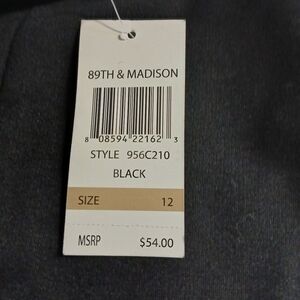 89TH & MADISON
8 08594 22162 3
STYLE 956C210
BLACK
SIZE 12
MSRP $54.00